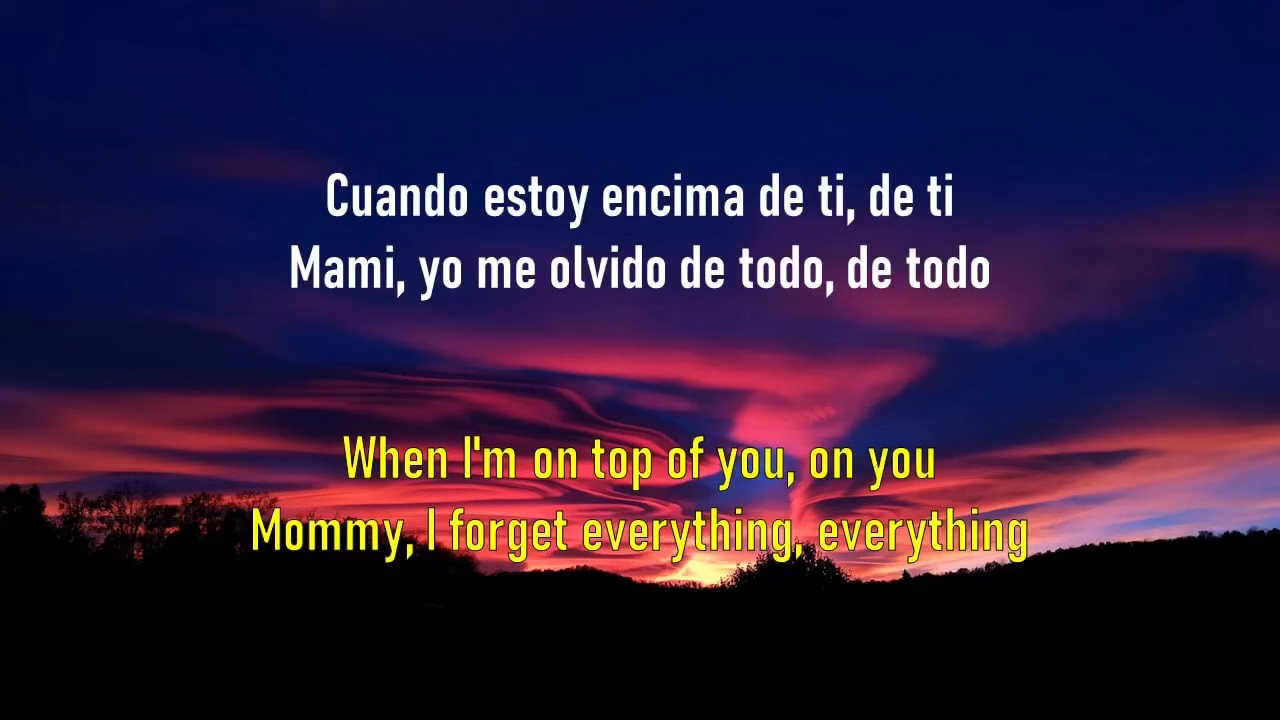 Cuando estoy encima de ti, de ti
Mami, yo me olvido de todo, de todo
When I'm on top of you, on you
Mommy, I forget everything, everything